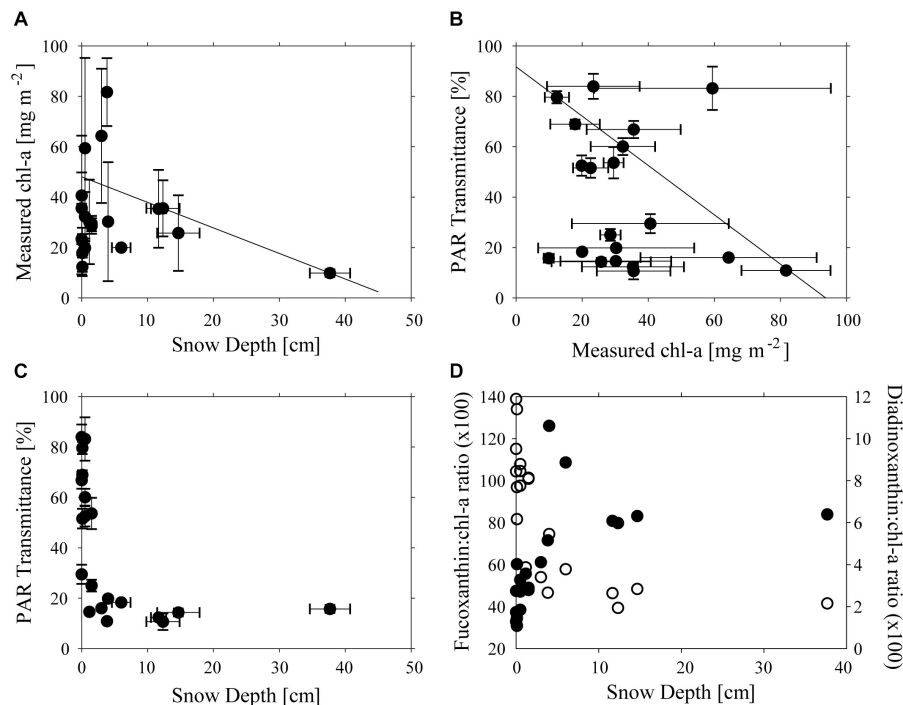 A
Measured chl-a [mg m-2]
100
80
60
40
20
0
0 10 20 30 40 50
Snow Depth [cm]
B
PAR Transmittance [%]
100
80
60
40
20
0
0 20 40 60 80 100
Measured chl-a [mg m-2]
C
PAR Transmittance [%]
100
80
60
40
20
0
0 10 20 30 40 50
Snow Depth [cm]
D
Fucoxanthin:chl-a ratio (x100)
140
120
100
80
60
40
20
0 10 20 30 40
Snow Depth [cm]
12
10
8
6
4
2
0
Diadinoxanthin:chl-a ratio (x100)